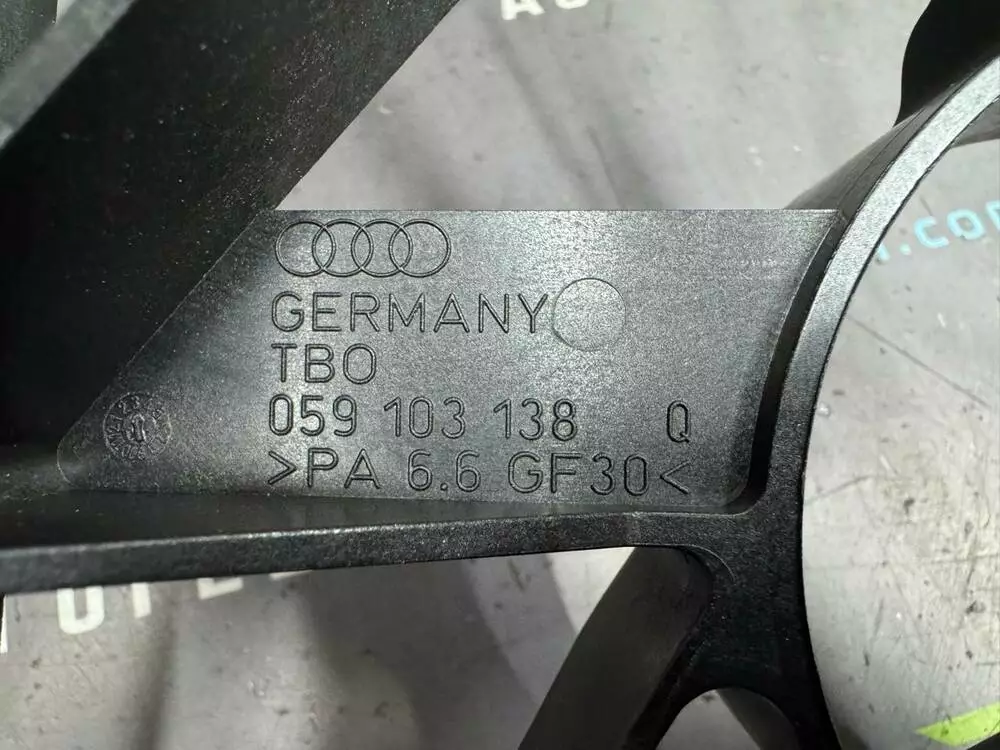 GERMANY
TBO
059 103 138 Q
>PA 6.6 GF30<